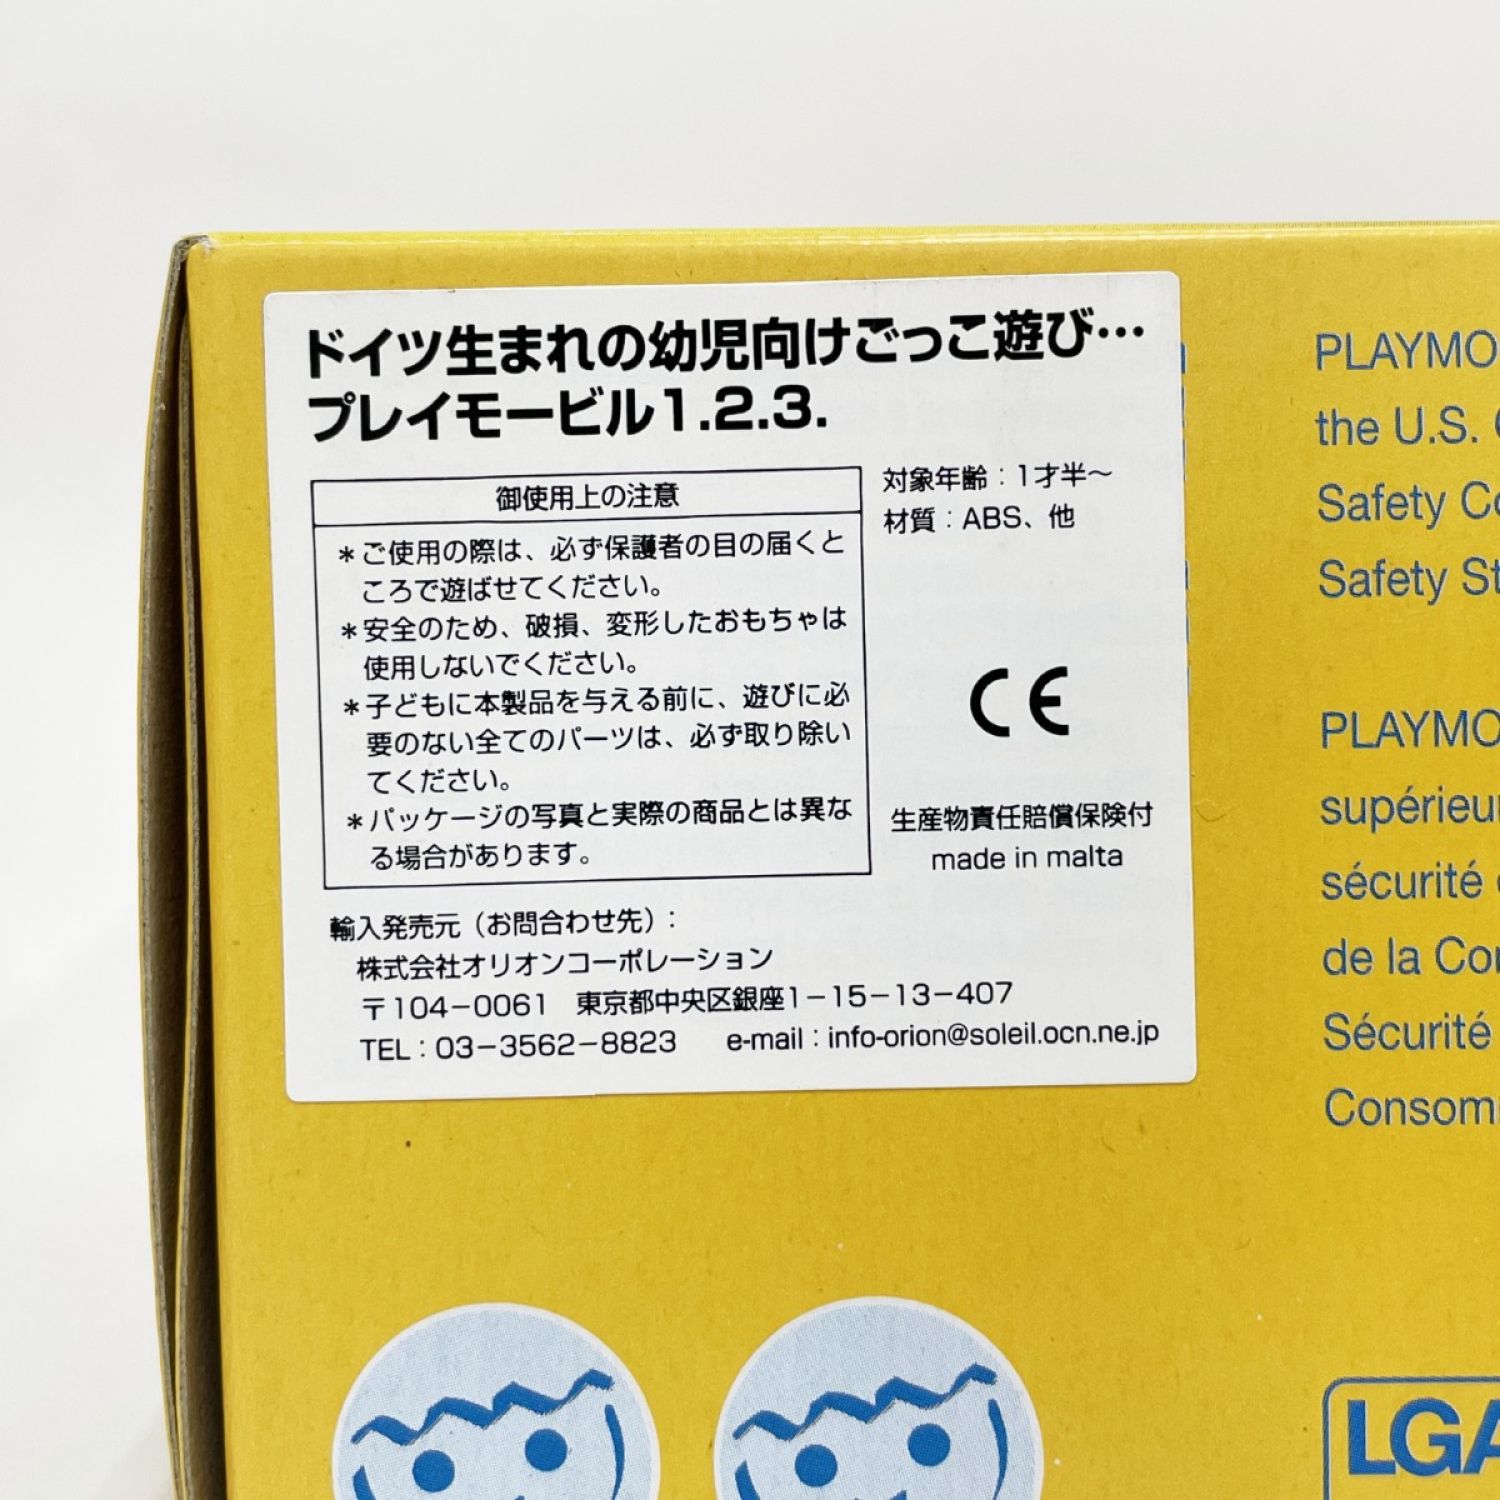 ドイツ生まれの幼児向けごっこ遊び…
プレイモービル1.2.3.
御使用上の注意
＊ご使用の際は、必ず保護者の目の届くと
ころで遊ばせてください。
＊安全のため、破損、変形したおもちゃは
使用しないでください。
＊子どもに本製品を与える前に、遊びに必
要のない全てのパーツは、必ず取り除い
てください。
＊パッケージの写真と実際の商品とは異な
る場合があります。
対象年齢：1才半〜
材質：ABS、他
CE
生産物責任賠償保険付
made in malta
輸入発売元（お問合わせ先）：
株式会社オリオンコーポレーション
〒104−0061 東京都中央区銀座1−15−13−407
TEL：03−3562−8823 e-mail：info-orion@soleil.ocn.ne.jp
PLAYMO
the U.S.
Safety Co
Safety St
PLAYMO
supérieu
sécurité
de la Co
Sécurité
Consom
LGA